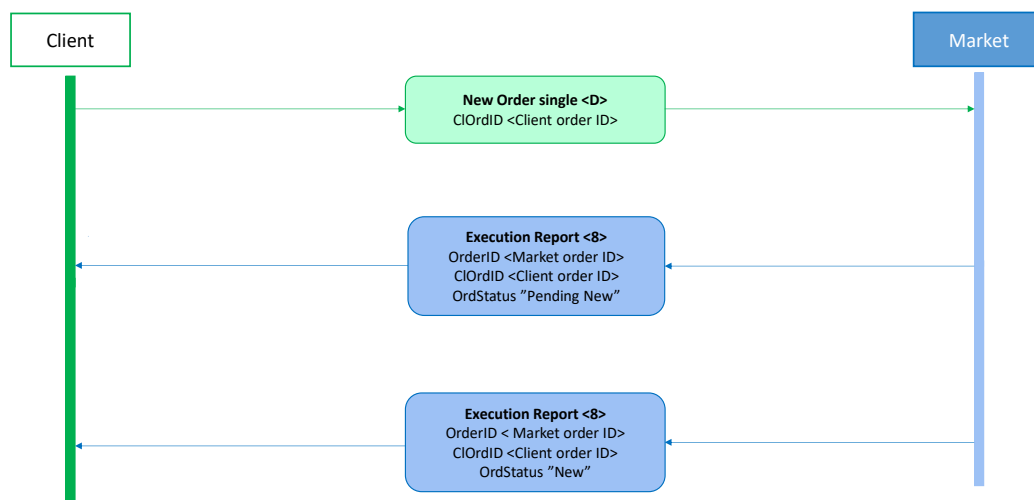 Client
Market
New Order single <D>
ClOrdID <Client order ID>
Execution Report <8>
OrderID <Market order ID>
ClOrdID <Client order ID>
OrdStatus ”Pending New”
Execution Report <8>
OrderID < Market order ID>
ClOrdID <Client order ID>
OrdStatus ”New”